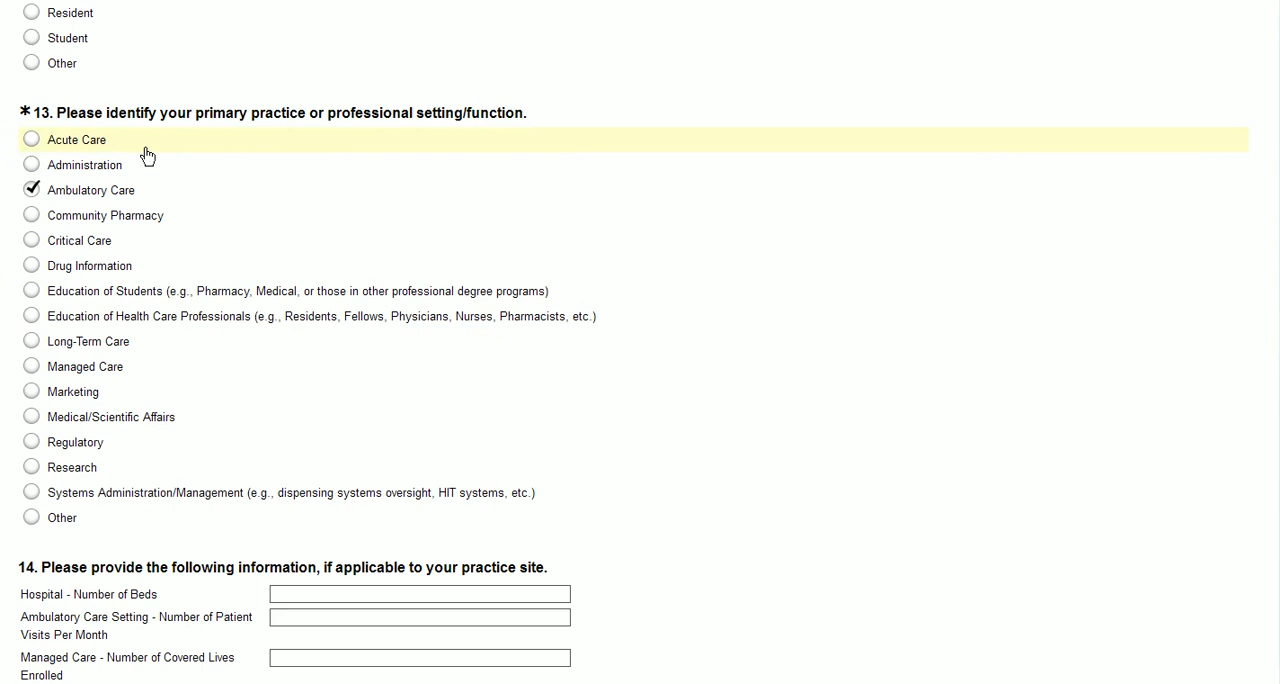 Resident
Student
Other
*13. Please identify your primary practice or professional setting/function.
Acute Care
Administration
Ambulatory Care
Community Pharmacy
Critical Care
Drug Information
Education of Students (e.g., Pharmacy, Medical, or those in other professional degree programs)
Education of Health Care Professionals (e.g., Residents, Fellows, Physicians, Nurses, Pharmacists, etc.)
Long-Term Care
Managed Care
Marketing
Medical/Scientific Affairs
Regulatory
Research
Systems Administration/Management (e.g., dispensing systems oversight, HIT systems, etc.)
Other
14. Please provide the following information, if applicable to your practice site.
Hospital - Number of Beds
Ambulatory Care Setting - Number of Patient
Visits Per Month
Managed Care - Number of Covered Lives
Enrolled